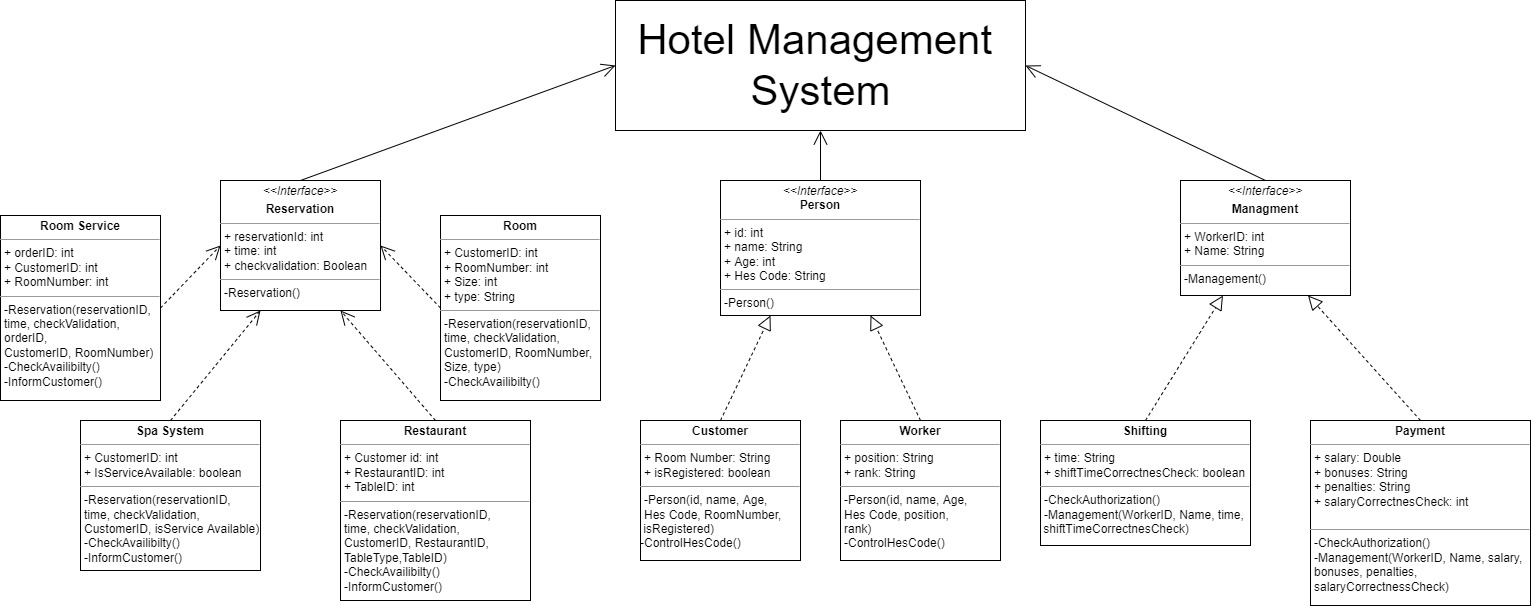 Hotel Management
System
<<Interface>>
Reservation
+ reservationId: int
+ time: int
+ checkvalidation: Boolean
-Reservation()
<<Interface>>
Person
+ id: int
+ name: String
+ Age: int
+ Hes Code: String
-Person()
<<Interface>>
Managment
+ WorkerID: int
+ Name: String
-Management()
Room Service
+ orderID: int
+ CustomerID: int
+ RoomNumber: int
-Reservation(reservationID,
time, checkValidation,
orderID,
CustomerID, RoomNumber)
-CheckAvailibilty()
-InformCustomer()
Room
+ CustomerID: int
+ RoomNumber: int
+ Size: int
+ type: String
-Reservation(reservationID,
time, checkValidation,
CustomerID, RoomNumber,
Size, type)
-CheckAvailibilty()
Spa System
+ CustomerID: int
+ IsServiceAvailable: boolean
-Reservation(reservationID,
time, checkValidation,
CustomerID, isService Available)
-CheckAvailibilty()
-InformCustomer()
Restaurant
+ Customer id: int
+ RestaurantID: int
+ TableID: int
-Reservation(reservationID,
time, checkValidation,
CustomerID, RestaurantID,
TableType,TableID)
-CheckAvailibilty()
-InformCustomer()
Customer
+ Room Number: String
+ isRegistered: boolean
-Person(id, name, Age,
Hes Code, RoomNumber,
isRegistered)
-ControlHesCode()
Worker
+ position: String
+ rank: String
-Person(id, name, Age,
Hes Code, position,
rank)
-ControlHesCode()
Shifting
+ time: String
+ shiftTimeCorrectnesCheck: boolean
-CheckAuthorization()
-Management(WorkerID, Name, time,
shiftTimeCorrectnesCheck)
Payment
+ salary: Double
+ bonuses: String
+ penalties: String
+ salaryCorrectnesCheck: int
-CheckAuthorization()
-Management(WorkerID, Name, salary,
bonuses, penalties,
salaryCorrectnessCheck)